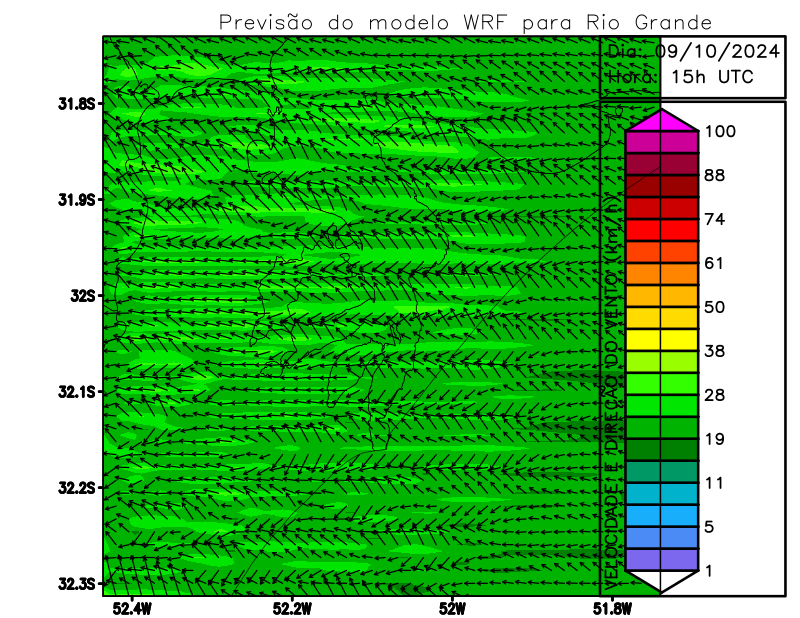 Previsão do modelo WRF para Rio Grande
Dia: 09/10/2024
Hora: 15h UTC
31.8S
31.9S
32S
32.1S
32.2S
32.3S
52.4W
52.2W
52W
51.8W
VELOCIDADE E DIREÇÃO DO VENTO (km/h)
100
88
74
61
50
38
28
19
11
5
1